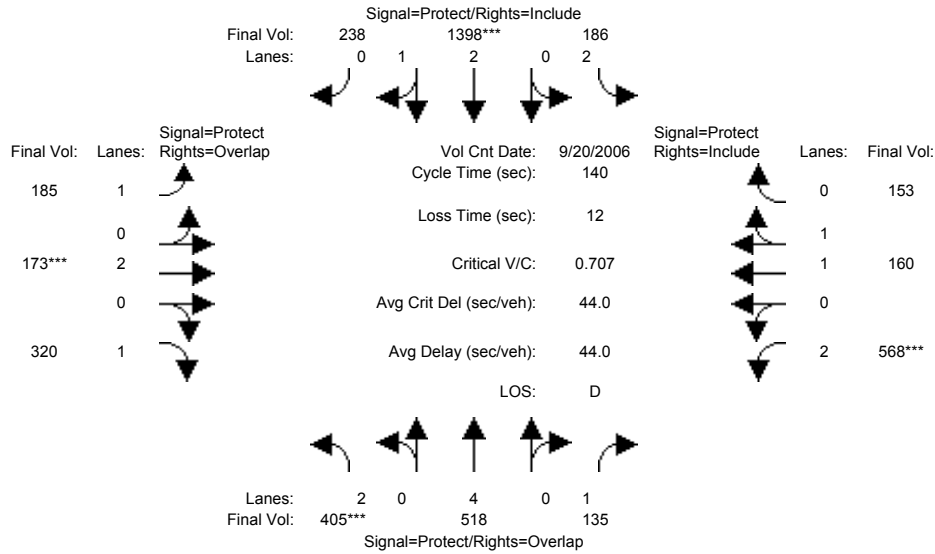 Signal=Protect/Rights=Include
Final Vol: 238 1398*** 186
Lanes: 0 1 2 0 2
Signal=Protect
Final Vol: Lanes: Rights=Overlap
Vol Cnt Date: 9/20/2006
Signal=Protect
Rights=Include Lanes: Final Vol:
Cycle Time (sec): 140
185 1
0 153
Loss Time (sec): 12
0
1
173*** 2
Critical V/C: 0.707
1 160
0
Avg Crit Del (sec/veh): 44.0
0
320 1
Avg Delay (sec/veh): 44.0
2 568***
LOS: D
Lanes: 2 0 4 0 1
Final Vol: 405*** 518 135
Signal=Protect/Rights=Overlap